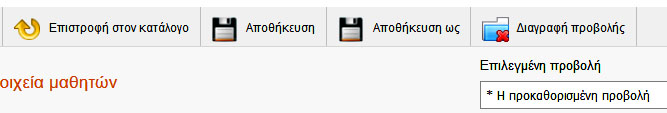 Επιστροφή στον κατάλογο Αποθήκευση Αποθήκευση ως Διαγραφή προβολής
Επιλεγμένη προβολή
οιχεία μαθητών
* Η προκαθορισμένη προβολή